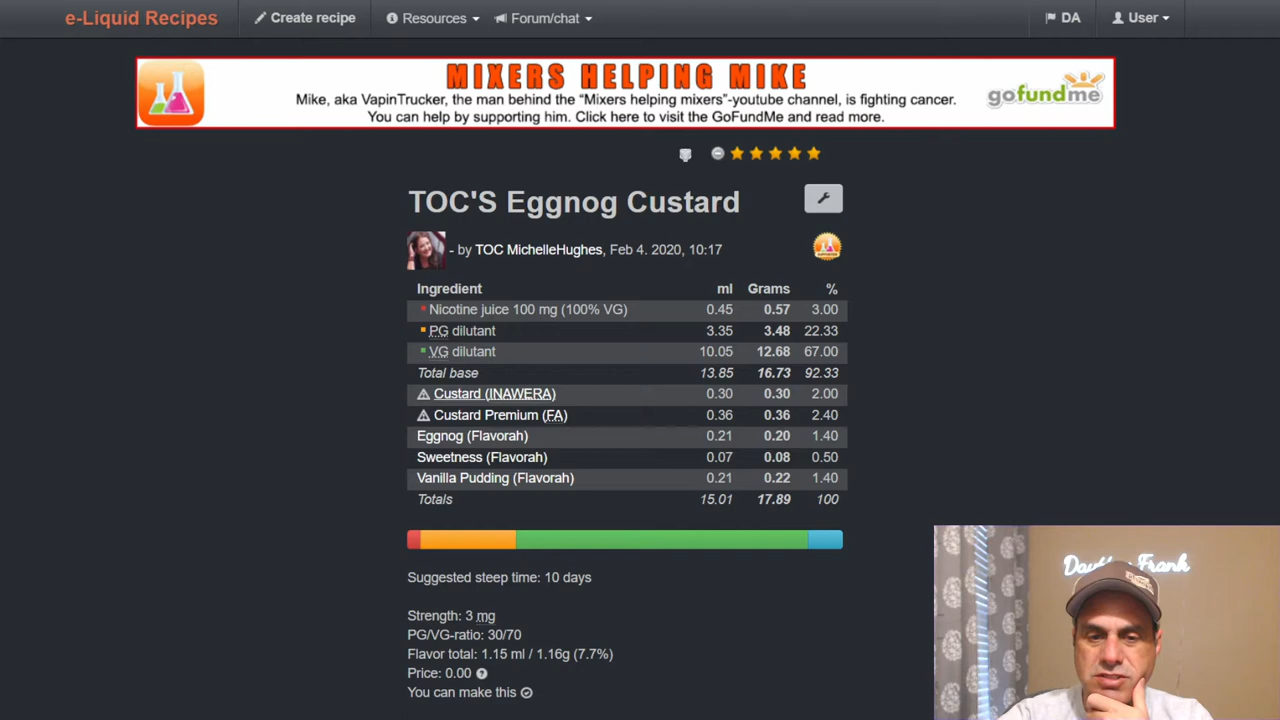 e-Liquid Recipes Create recipe Resources Forum/chat DA User
MIXERS HELPING MIKE
Mike, aka VapinTrucker, the man behind the “Mixers helping mixers”-youtube channel, is fighting cancer.
You can help by supporting him. Click here to visit the GoFundMe and read more.
gofundme
TOC'S Eggnog Custard
- by TOC MichelleHughes, Feb 4. 2020, 10:17
Ingredient ml Grams %
Nicotine juice 100 mg (100% VG) 0.45 0.57 3.00
PG dilutant 3.35 3.48 22.33
VG dilutant 10.05 12.68 67.00
Total base 13.85 16.73 92.33
Custard (INAWERA) 0.30 0.30 2.00
Custard Premium (FA) 0.36 0.36 2.40
Eggnog (Flavorah) 0.21 0.20 1.40
Sweetness (Flavorah) 0.07 0.08 0.50
Vanilla Pudding (Flavorah) 0.21 0.22 1.40
Totals 15.01 17.89 100
Suggested steep time: 10 days
Strength: 3 mg
PG/VG-ratio: 30/70
Flavor total: 1.15 ml / 1.16g (7.7%)
Price: 0.00
You can make this
Frank